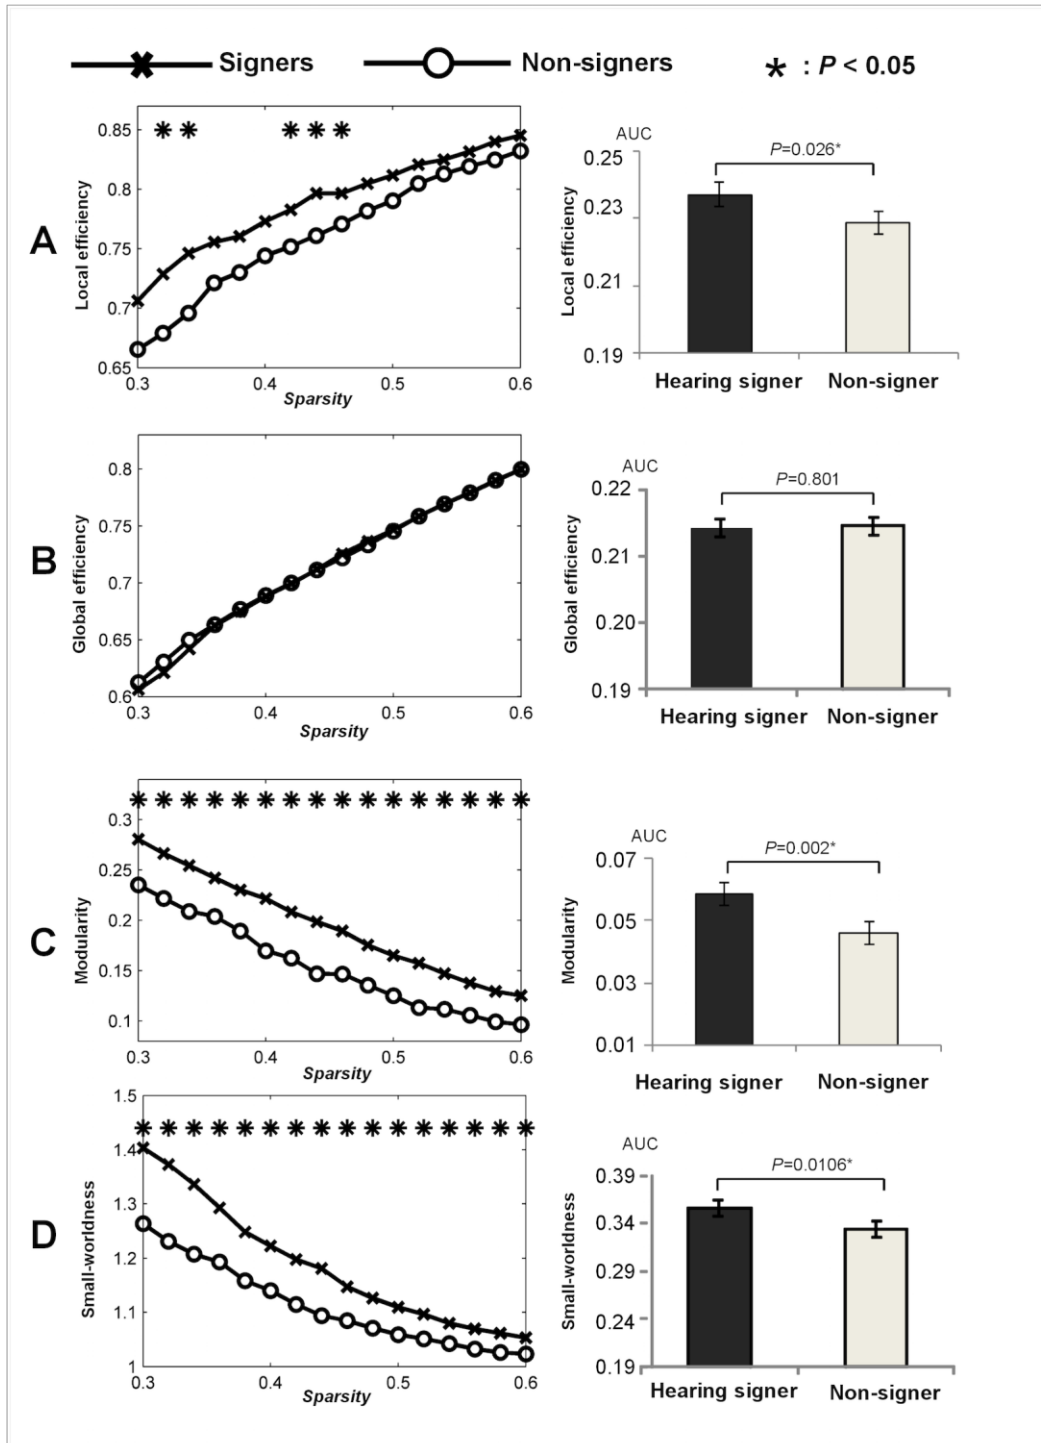 Signers Non-signers * : P < 0.05
A
Local efficiency
0.85
0.8
0.75
0.7
0.65
0.3 0.4 0.5 0.6
Sparsity
AUC
P=0.026*
Local efficiency
0.25
0.23
0.21
0.19
Hearing signer Non-signer
B
Global efficiency
0.8
0.75
0.7
0.65
0.6
0.3 0.4 0.5 0.6
Sparsity
AUC
P=0.801
Global efficiency
0.22
0.21
0.20
0.19
Hearing signer Non-signer
C
Modularity
0.3
0.25
0.2
0.15
0.1
0.3 0.4 0.5 0.6
Sparsity
AUC
P=0.002*
Modularity
0.07
0.05
0.03
0.01
Hearing signer Non-signer
D
Small-worldness
1.5
1.4
1.3
1.2
1.1
1
0.3 0.4 0.5 0.6
Sparsity
AUC
P=0.0106*
Small-worldness
0.39
0.34
0.29
0.24
0.19
Hearing signer Non-signer